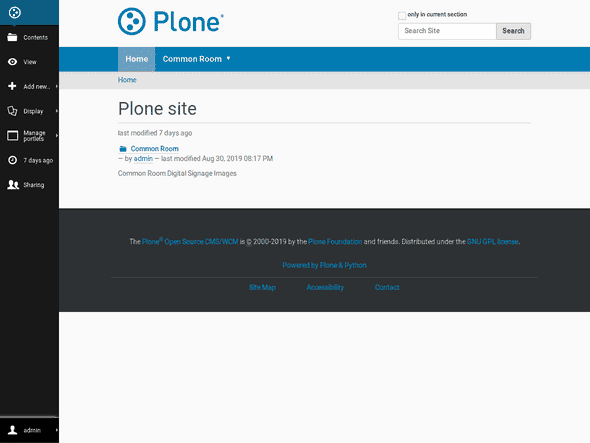 Plone®
only in current section
Search Site
Search
Contents
View
Add new...
Display
Manage
portlets
7 days ago
Sharing
admin
Home
Common Room
Home
Plone site
last modified 7 days ago
Common Room
— by admin — last modified Aug 30, 2019 08:17 PM
Common Room Digital Signage Images
The Plone® Open Source CMS/WCM is © 2000-2019 by the Plone Foundation and friends. Distributed under the GNU GPL license.
Powered by Plone & Python
Site Map
Accessibility
Contact